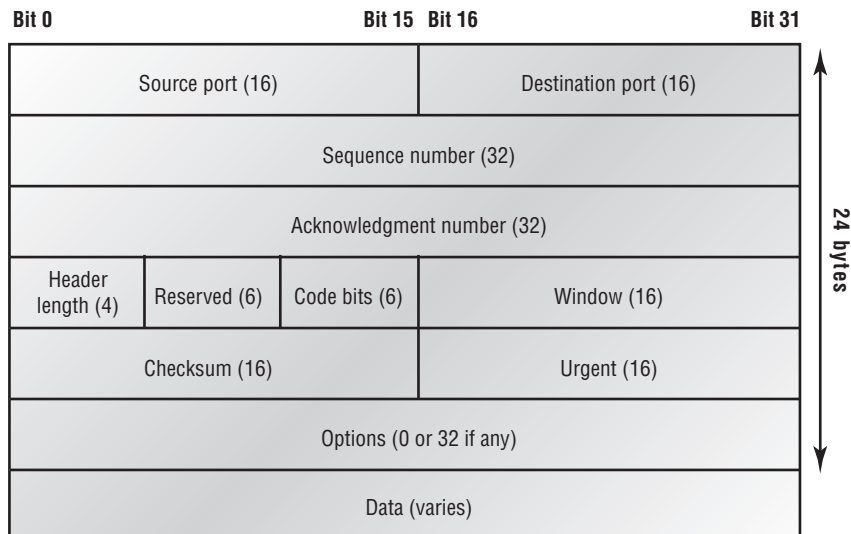 Bit 0 Bit 15 Bit 16 Bit 31
Source port (16) Destination port (16)
Sequence number (32)
Acknowledgment number (32)
Header
length (4) Reserved (6) Code bits (6) Window (16)
Checksum (16) Urgent (16)
Options (0 or 32 if any)
Data (varies)
24 bytes